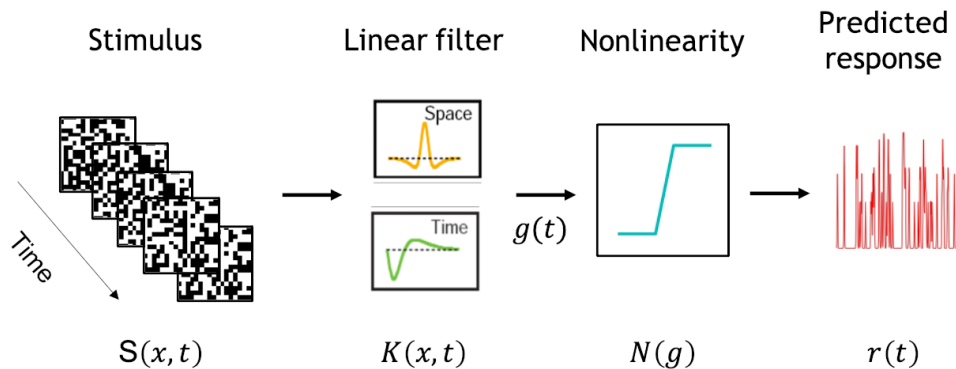 Stimulus
Linear filter
Nonlinearity
Predicted
response
Space
Time
Time
g(t)
S(x, t)
K(x, t)
N(g)
r(t)